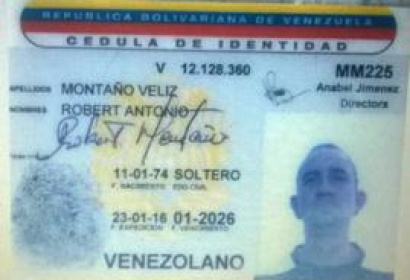 REPUBLICA BOLIVARIANA DE VENEZUELA
CEDULA DE IDENTIDAD
V 12.128.360
MM225
APELLIDOS MONTAÑO VELIZ
Anabel Jimenez
Directora
NOMBRES ROBERT ANTONIO
Robert Montaño
11-01-74 SOLTERO
F. NACIMIENTO EDO.CIVIL
23-01-16 01-2026
F. EXPEDICION F. VENCIMIENTO
VENEZOLANO